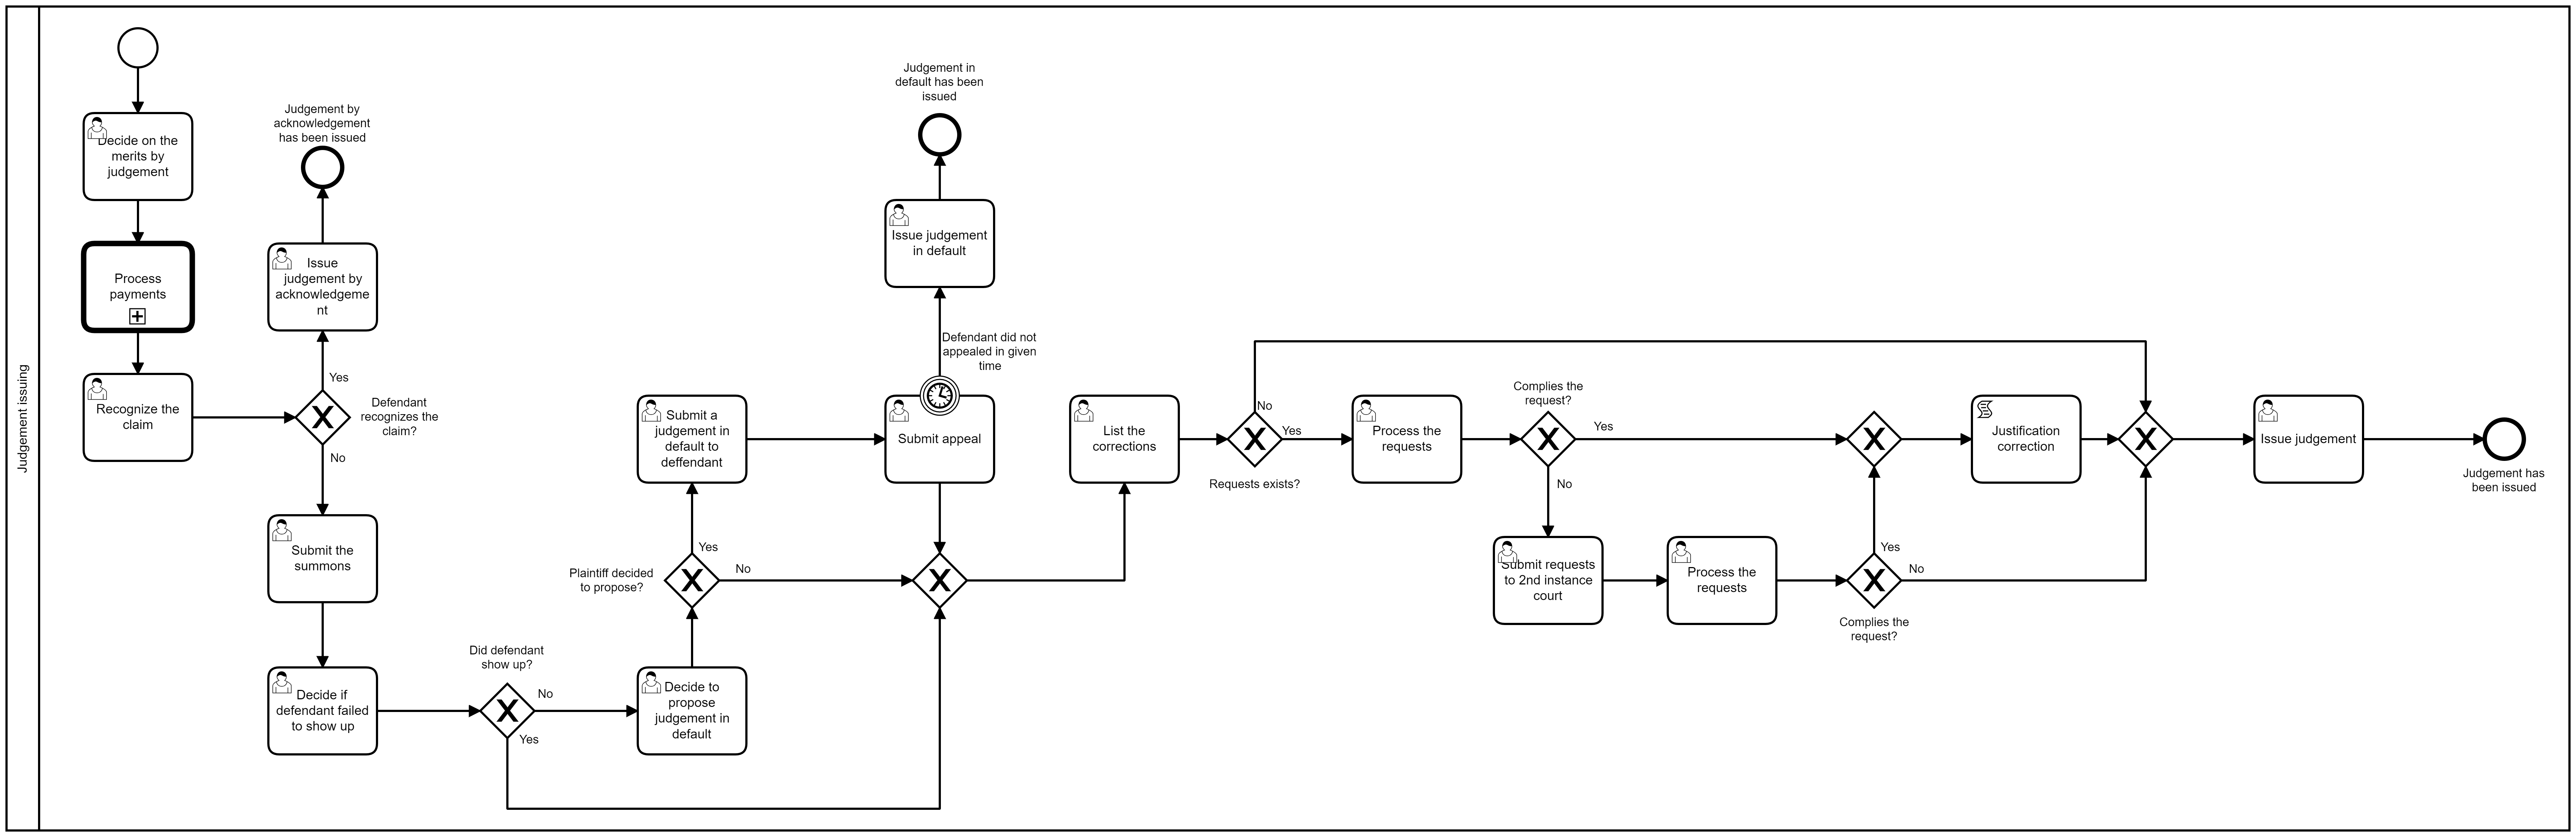 Judgement issuing
Decide on the
merits by
judgement
Process
payments
Recognize the
claim
Judgement by
acknowledgement
has been issued
Issue
judgement by
acknowledgeme
nt
Yes
Defendant
recognizes the
claim?
No
Submit the
summons
Decide if
defendant failed
to show up
Did defendant
show up?
No
Yes
Decide to
propose
judgement in
default
Plaintiff decided
to propose?
Yes
No
Submit a
judgement in
default to
deffendant
Submit appeal
Defendant did not
appealed in given
time
Issue judgement
in default
Judgement in
default has been
issued
List the
corrections
No
Yes
Requests exists?
Process the
requests
Complies the
request?
Yes
No
Submit requests
to 2nd instance
court
Process the
requests
Yes
No
Complies the
request?
Justification
correction
Issue judgement
Judgement has
been issued